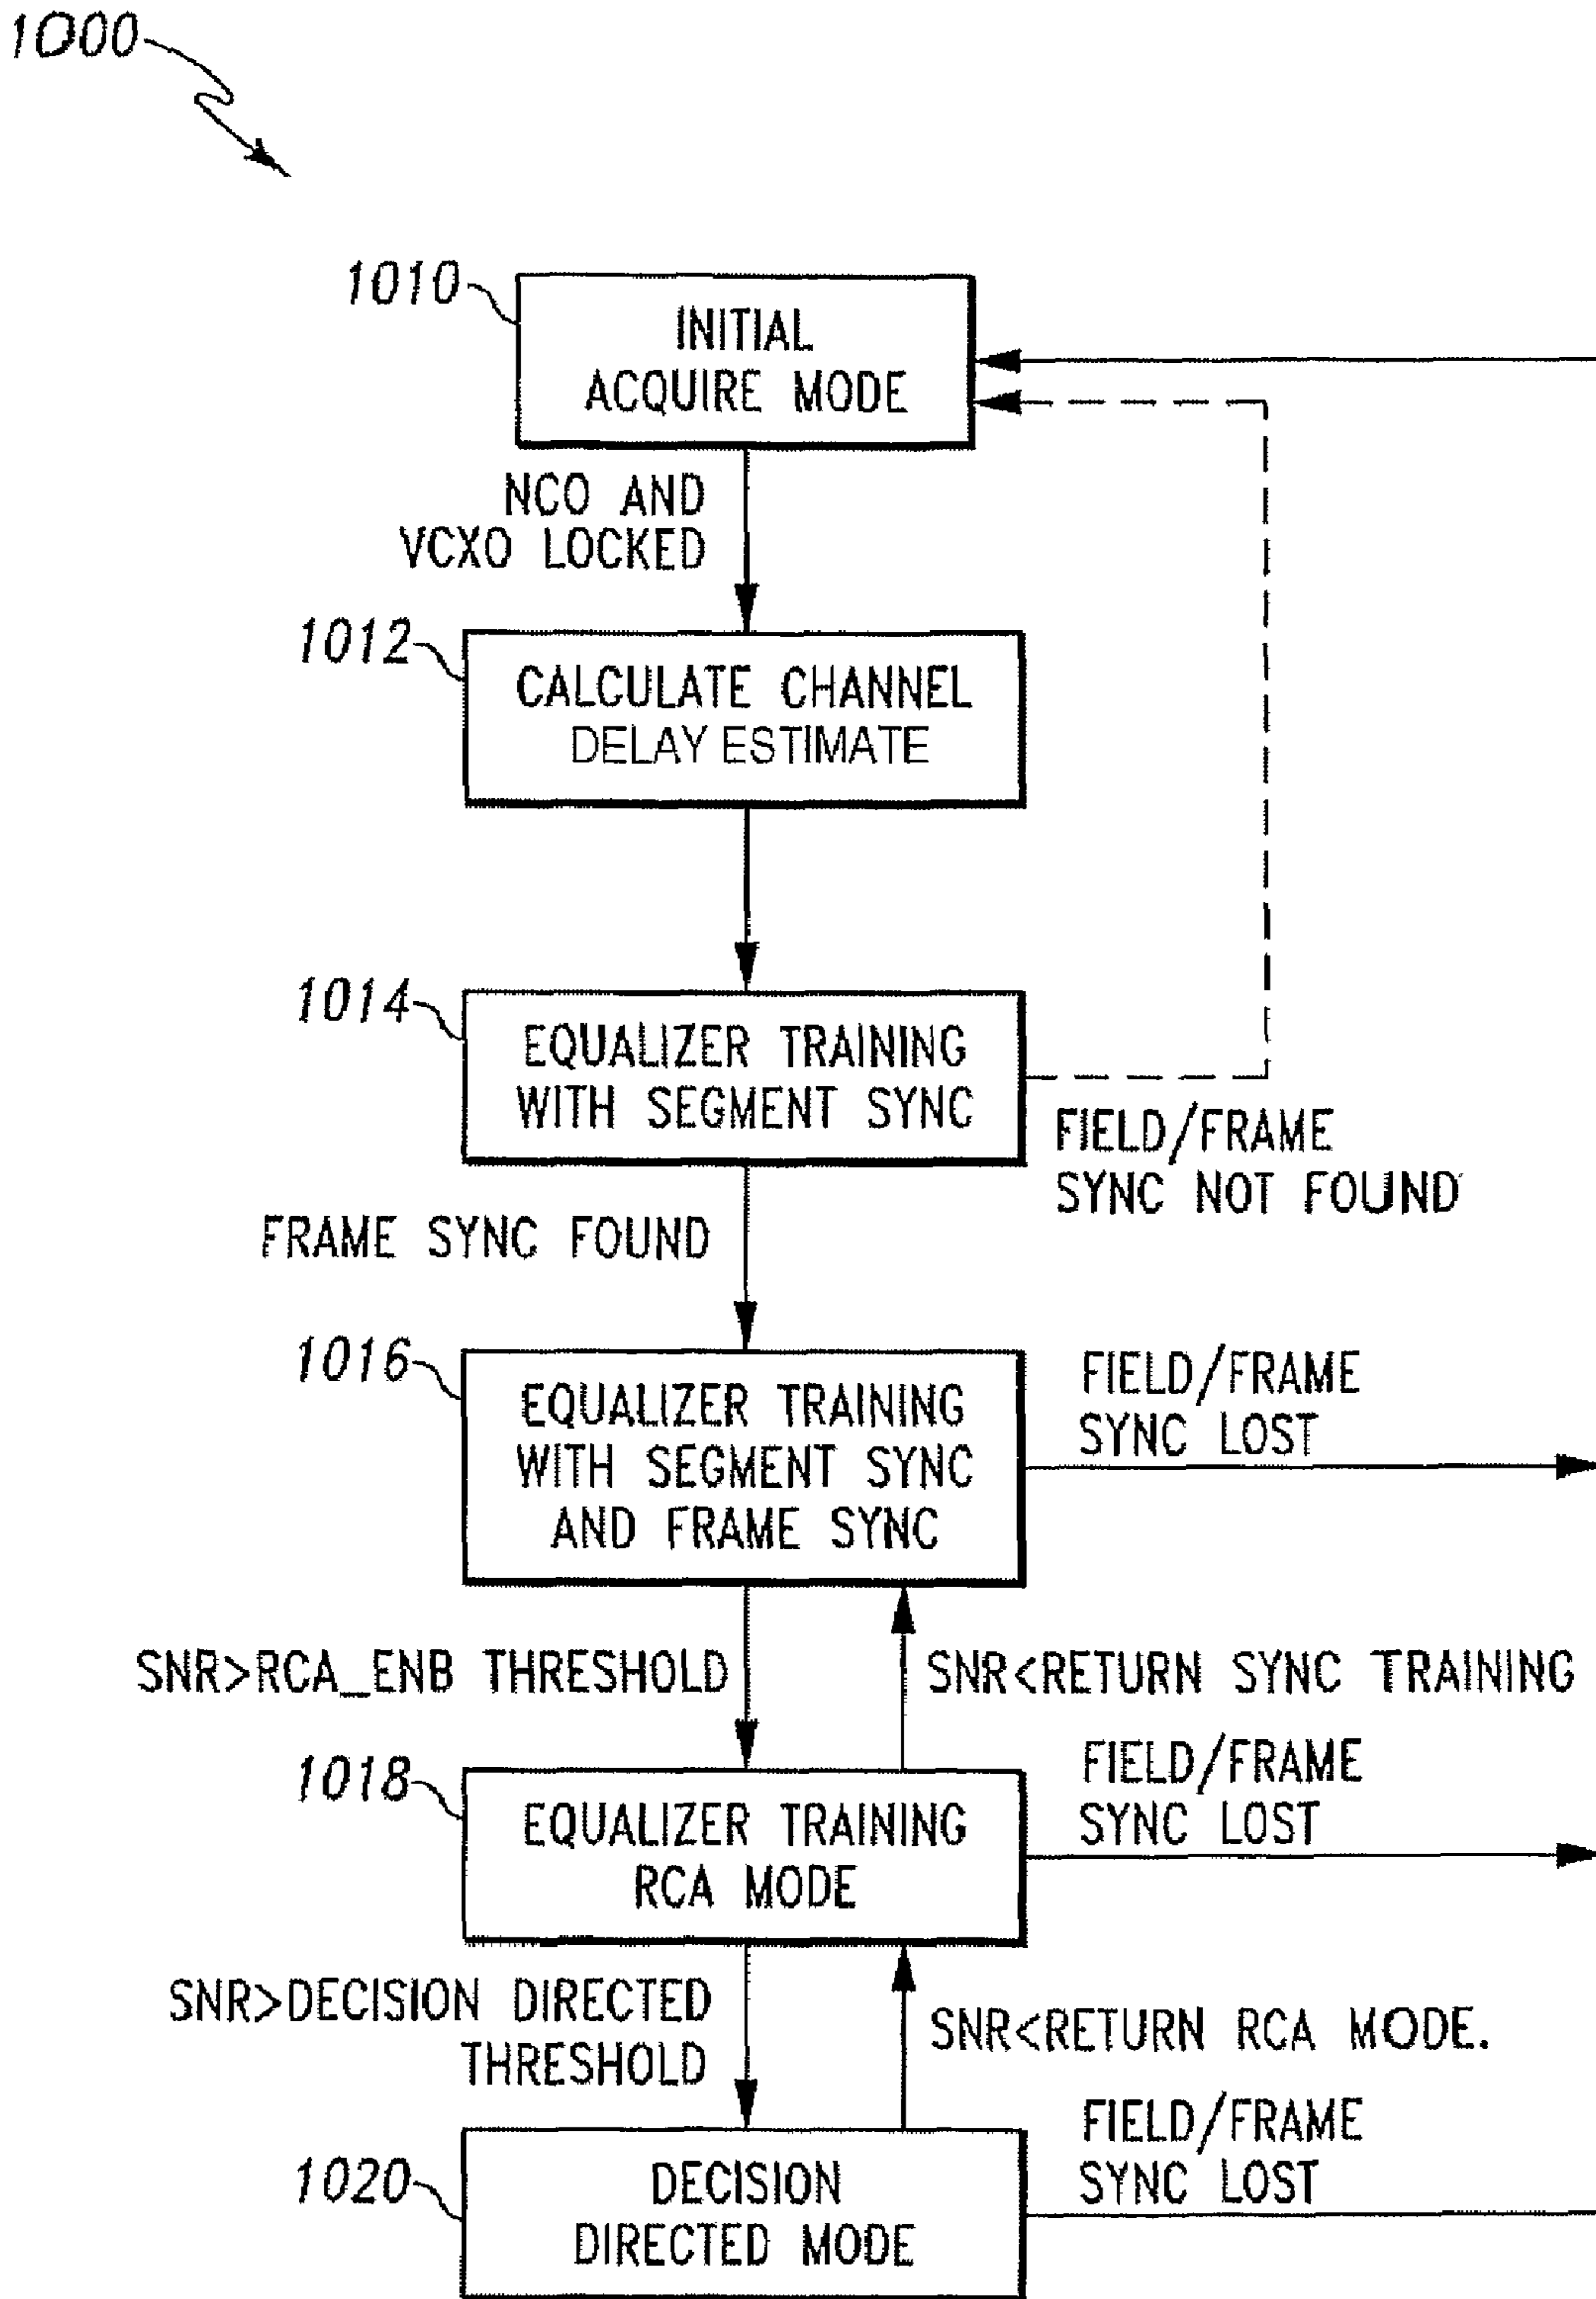 1000
1010
INITIAL
ACQUIRE MODE
NCO AND
VCXO LOCKED
1012
CALCULATE CHANNEL
DELAY ESTIMATE
1014
EQUALIZER TRAINING
WITH SEGMENT SYNC
FIELD/FRAME
SYNC NOT FOUND
FRAME SYNC FOUND
1016
EQUALIZER TRAINING
WITH SEGMENT SYNC
AND FRAME SYNC
FIELD/FRAME
SYNC LOST
SNR>RCA_ENB THRESHOLD
SNR<RETURN SYNC TRAINING
1018
EQUALIZER TRAINING
RCA MODE
FIELD/FRAME
SYNC LOST
SNR>DECISION DIRECTED
THRESHOLD
SNR<RETURN RCA MODE.
1020
DECISION
DIRECTED MODE
FIELD/FRAME
SYNC LOST